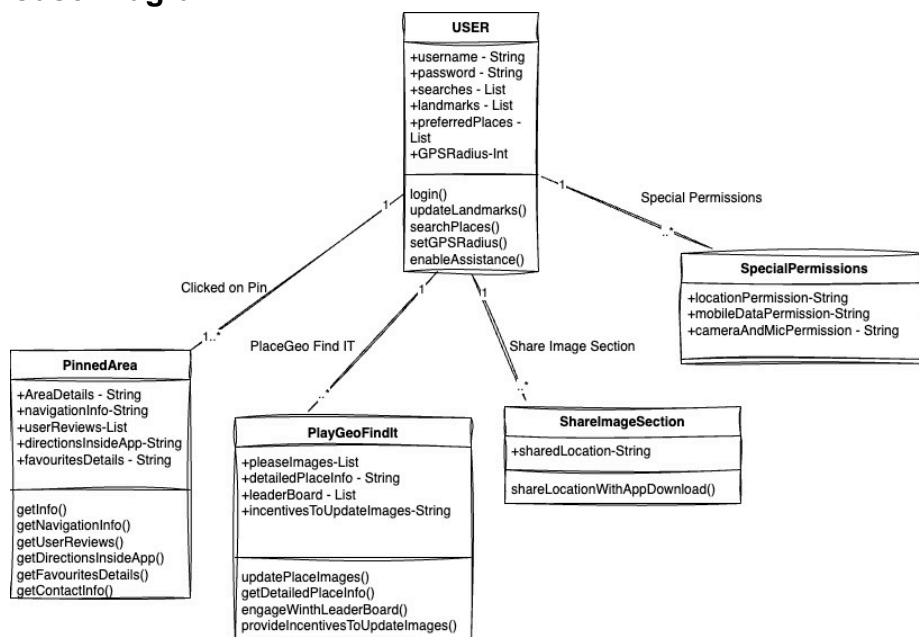 USER
+username - String
+password - String
+searches - List
+landmarks - List
+preferredPlaces -
List
+GPSRadius-Int
login()
updateLandmarks()
searchPlaces()
setGPSRadius()
enableAssistance()
1
1
1
1
Special Permissions
..*
SpecialPermissions
+locationPermission-String
+mobileDataPermission-String
+cameraAndMicPermission - String
Clicked on Pin
1..*
PlaceGeo Find IT
..*
Share Image Section
..*
PinnedArea
+AreaDetails - String
+navigationInfo-String
+userReviews-List
+directionsInsideApp-String
+favouritesDetails - String
getInfo()
getNavigationInfo()
getUserReviews()
getDirectionsInsideApp()
getFavouritesDetails()
getContactInfo()
PlayGeoFindIt
+pleaseImages-List
+detailedPlaceInfo - String
+leaderBoard - List
+incentivesToUpdateImages-String
updatePlaceImages()
getDetailedPlaceInfo()
engageWinthLeaderBoard()
provideIncentivesToUpdateImages()
ShareImageSection
+sharedLocation-String
shareLocationWithAppDownload()